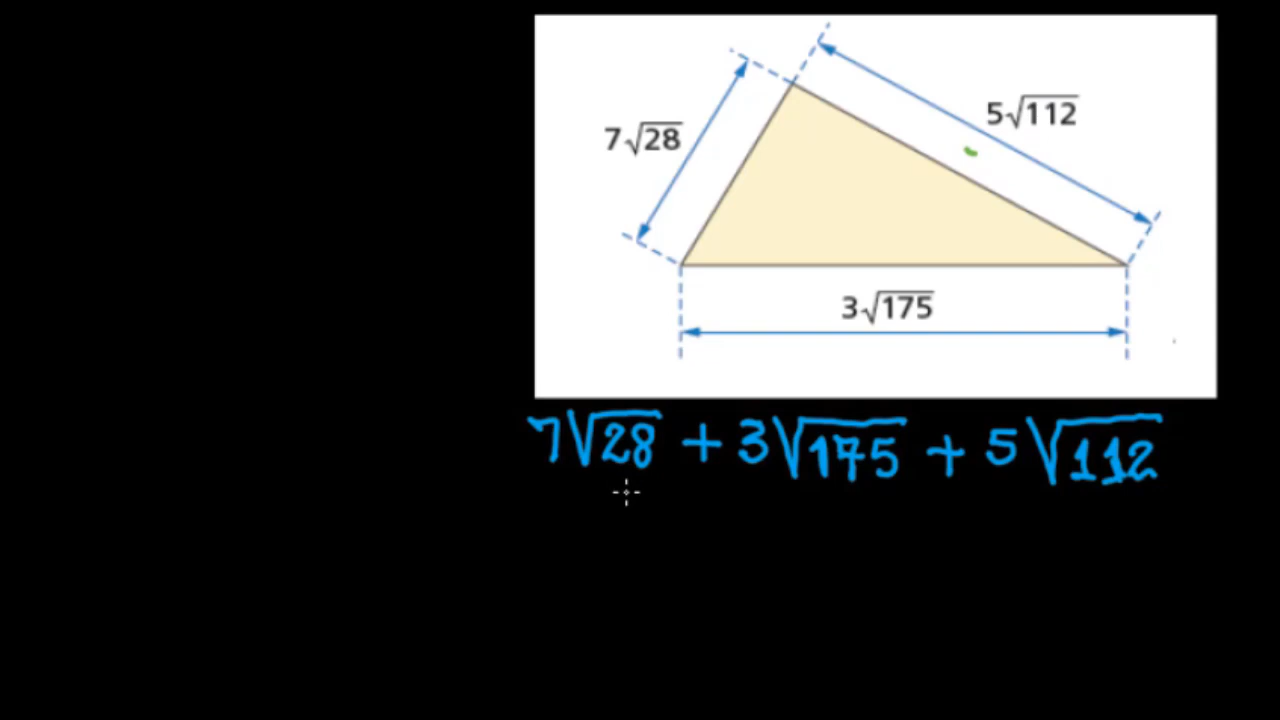 5√112
7√28
3√175
7√28 + 3√175 + 5√112